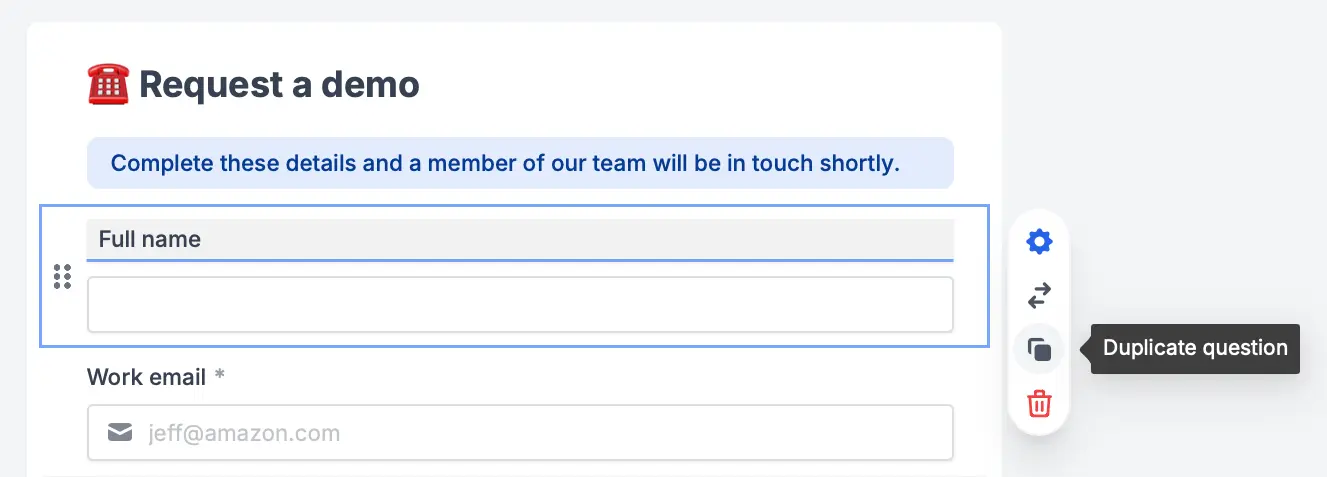 ☎️ Request a demo
Complete these details and a member of our team will be in touch shortly.
Full name
Work email *
jeff@amazon.com
Duplicate question